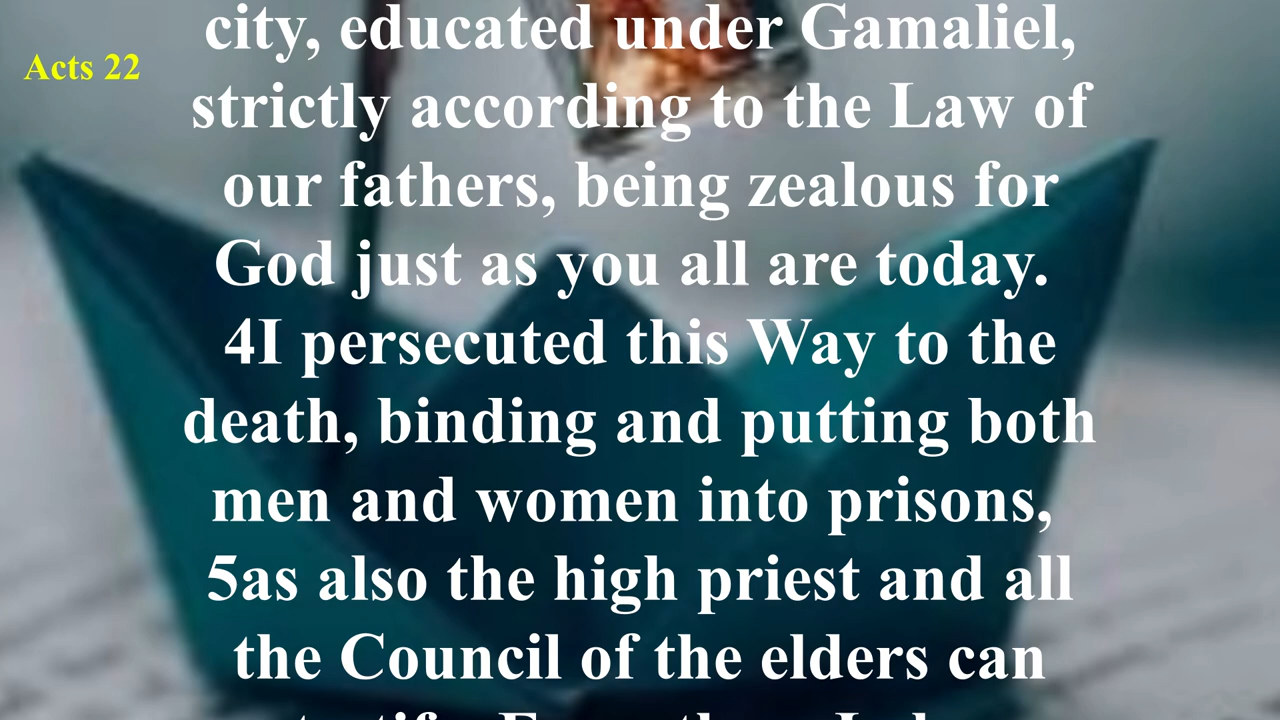 Acts 22
city, educated under Gamaliel,
strictly according to the Law of
our fathers, being zealous for
God just as you all are today.
4I persecuted this Way to the
death, binding and putting both
men and women into prisons,
5as also the high priest and all
the Council of the elders can